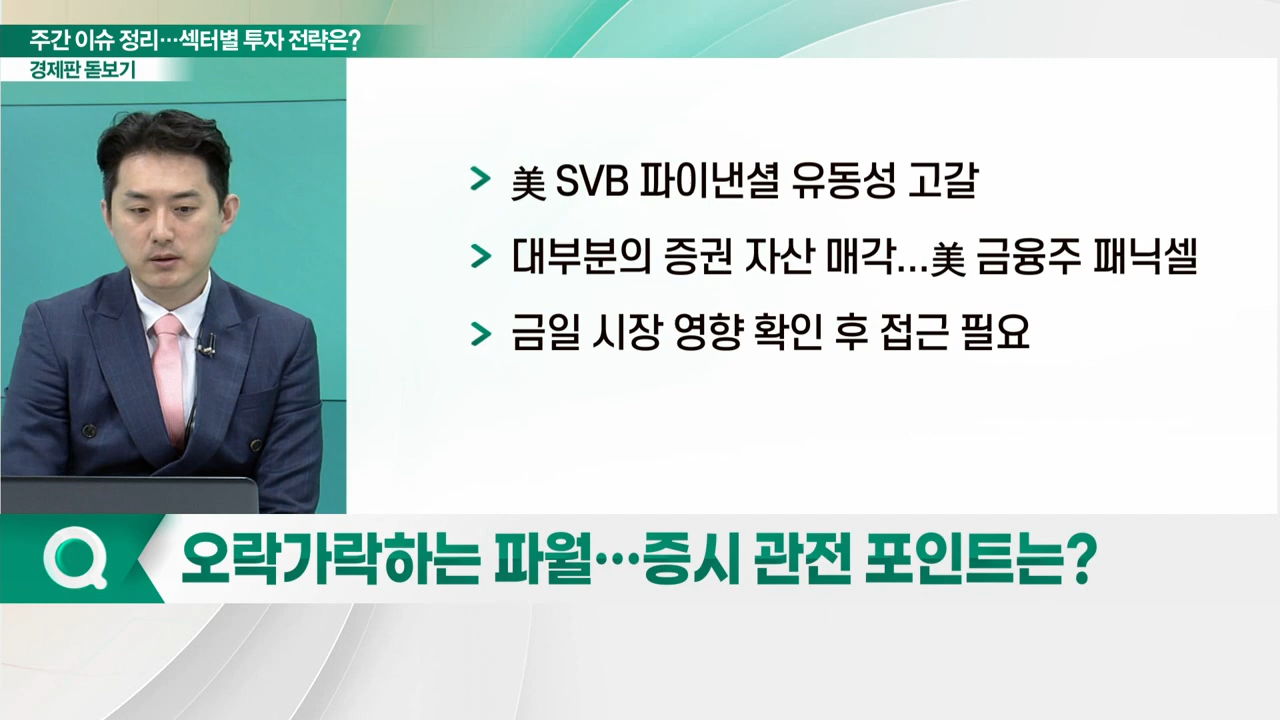 주간 이슈 정리…섹터별 투자 전략은?
경제판 돋보기
> 美 SVB 파이낸셜 유동성 고갈
> 대부분의 증권 자산 매각...美 금융주 패닉셀
> 금일 시장 영향 확인 후 접근 필요
Q 오락가락하는 파월…증시 관전 포인트는?